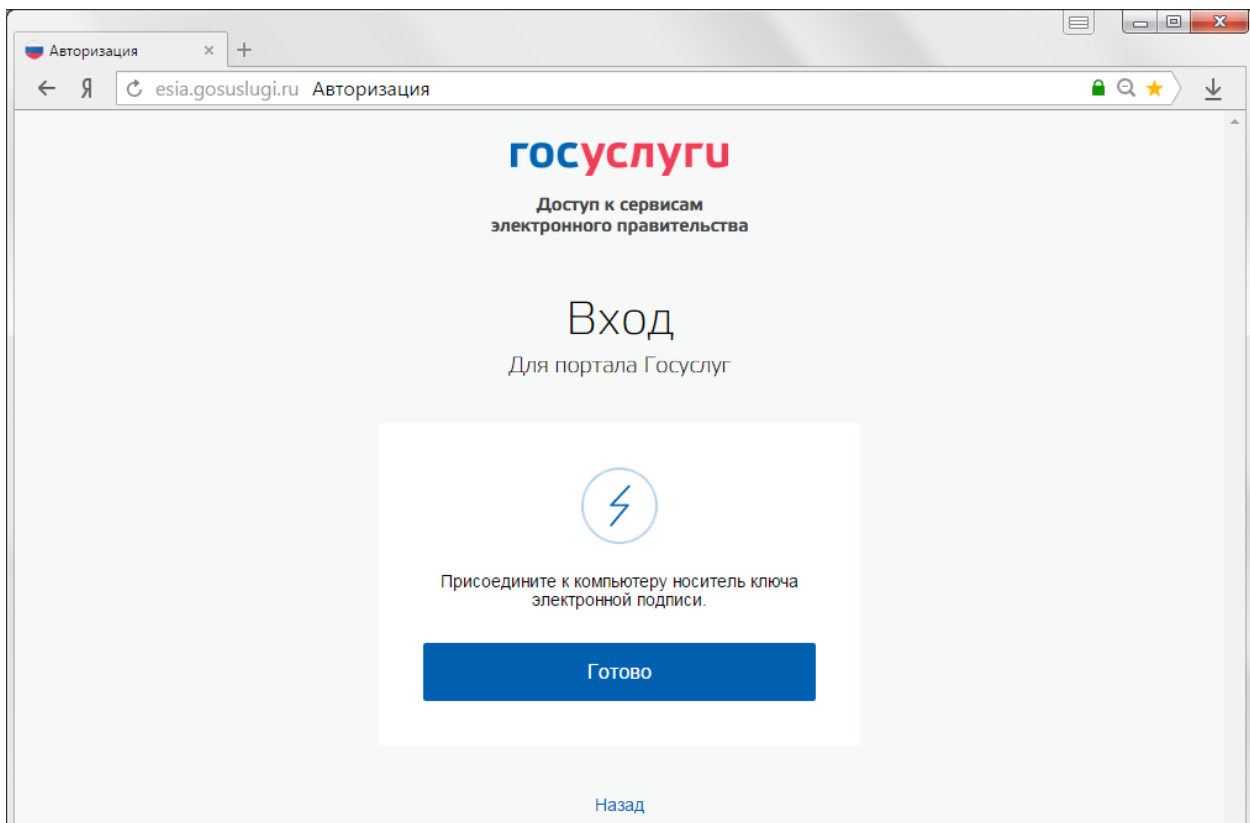 Авторизация
Я esia.gosuslugi.ru Авторизация
госуслуги
Доступ к сервисам
электронного правительства
Вход
Для портала Госуслуг
Присоедините к компьютеру носитель ключа
электронной подписи.
Готово
Назад